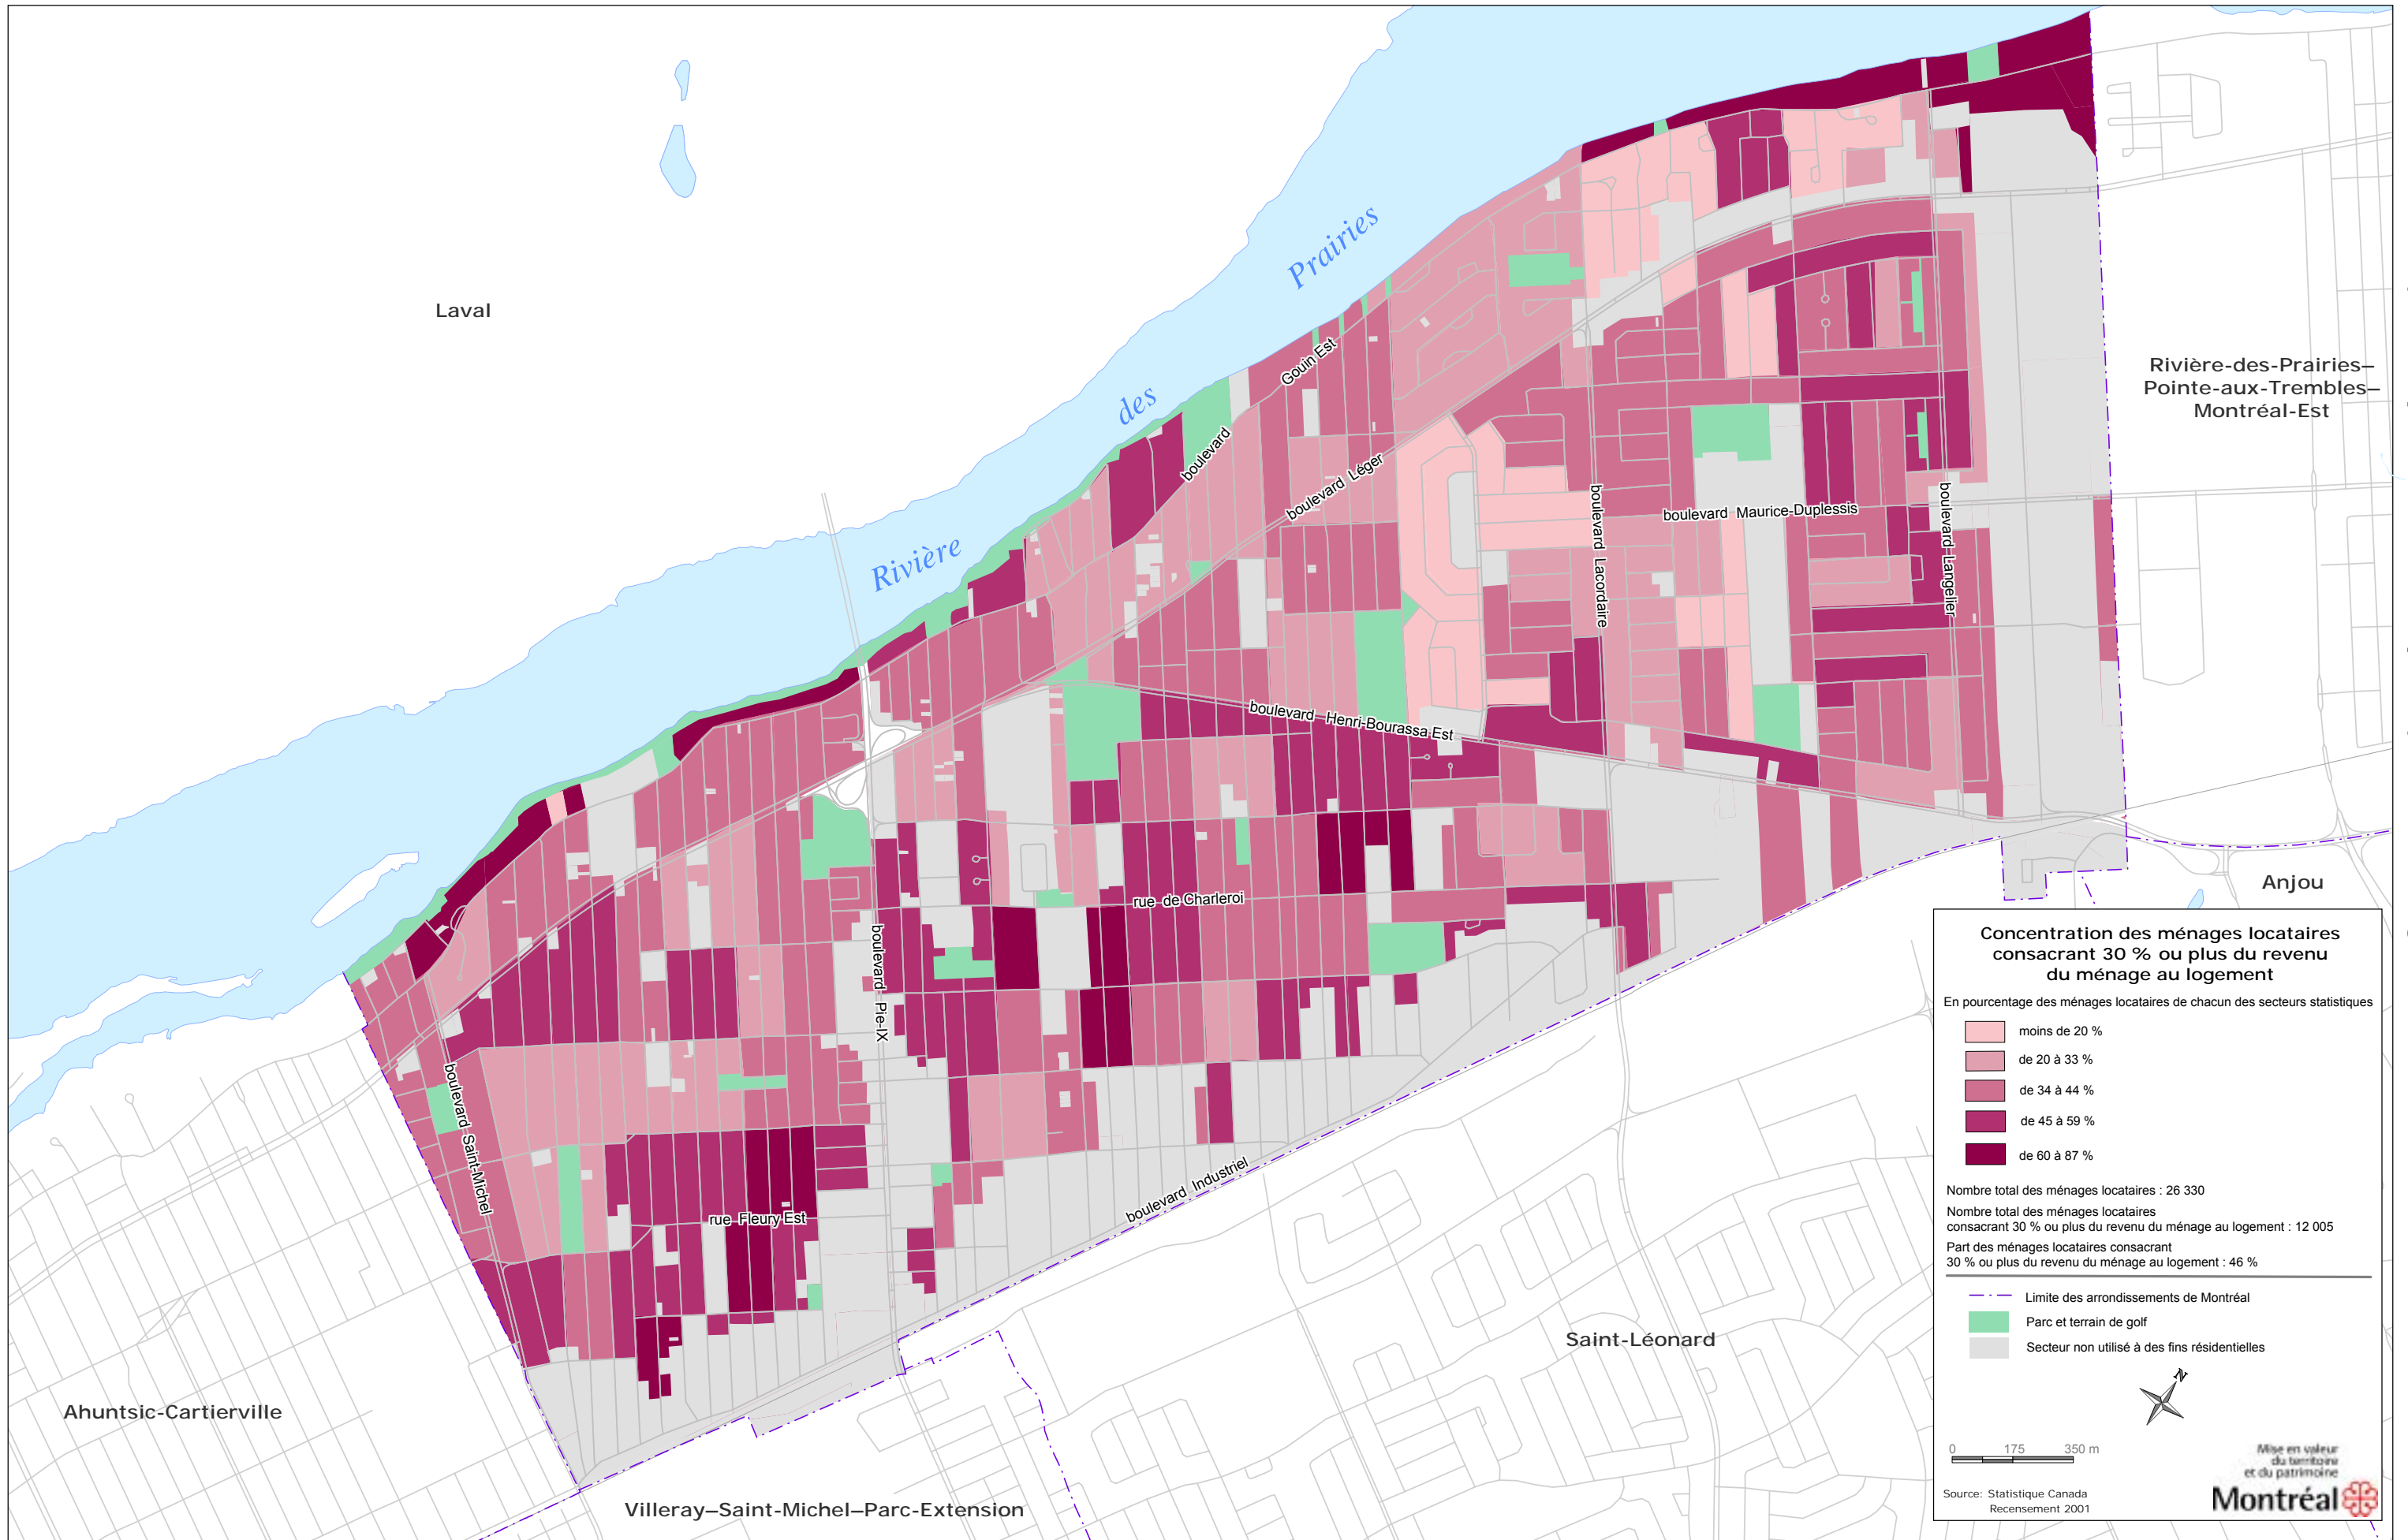 Laval
Rivière des Prairies
Rivière-des-Prairies–
Pointe-aux-Trembles–
Montréal-Est
Gouin Est
boulevard
boulevard Léger
boulevard Lacordaire
boulevard Maurice-Duplessis
boulevard Langelier
boulevard Henri-Bourassa Est
rue de Charleroi
boulevard Pie-IX
boulevard Saint-Michel
rue Fleury Est
boulevard Industriel
Anjou
Saint-Léonard
Ahuntsic-Cartierville
Villeray–Saint-Michel–Parc-Extension
Concentration des ménages locataires
consacrant 30 % ou plus du revenu
du ménage au logement
En pourcentage des ménages locataires de chacun des secteurs statistiques
moins de 20 %
de 20 à 33 %
de 34 à 44 %
de 45 à 59 %
de 60 à 87 %
Nombre total des ménages locataires : 26 330
Nombre total des ménages locataires
consacrant 30 % ou plus du revenu du ménage au logement : 12 005
Part des ménages locataires consacrant
30 % ou plus du revenu du ménage au logement : 46 %
Limite des arrondissements de Montréal
Parc et terrain de golf
Secteur non utilisé à des fins résidentielles
N
0 175 350 m
Mise en valeur
du territoire
et du patrimoine
Montréal
Source: Statistique Canada
Recensement 2001